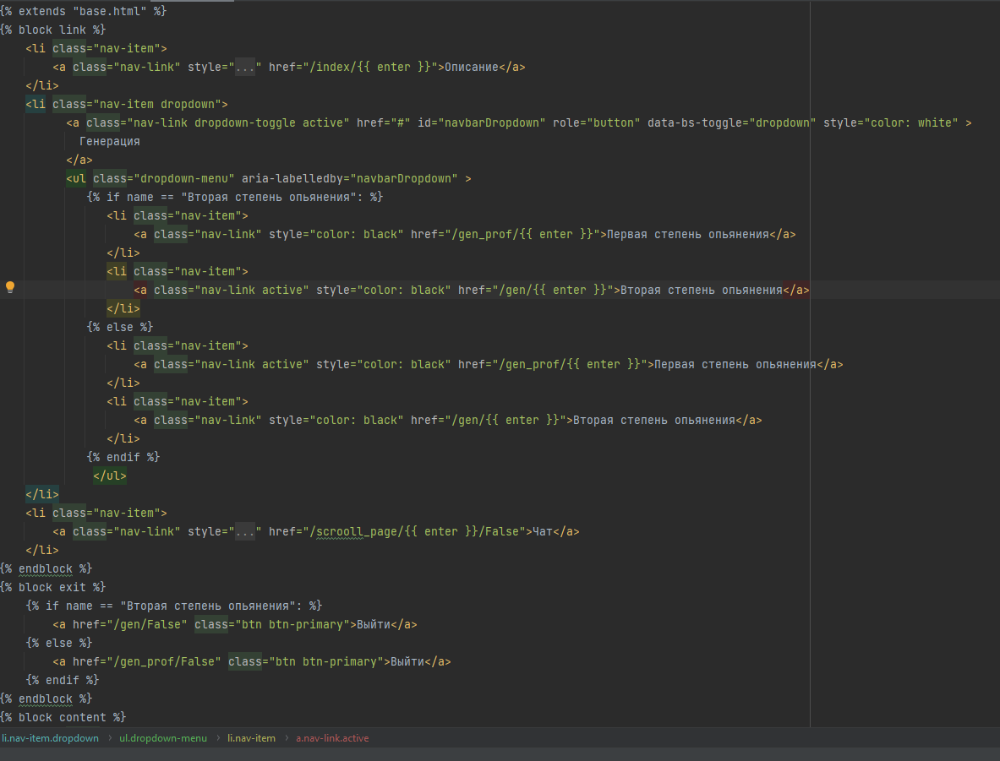 {% extends "base.html" %}
{% block link %}
<li class="nav-item">
<a class="nav-link" style="..." href="/index/{{ enter }}">Описание</a>
</li>
<li class="nav-item dropdown">
<a class="nav-link dropdown-toggle active" href="#" id="navbarDropdown" role="button" data-bs-toggle="dropdown" style="color: white" >
Генерация
</a>
<ul class="dropdown-menu" aria-labelledby="navbarDropdown" >
{% if name == "Вторая степень опьянения": %}
<li class="nav-item">
<a class="nav-link" style="color: black" href="/gen_prof/{{ enter }}">Первая степень опьянения</a>
</li>
<li class="nav-item">
<a class="nav-link active" style="color: black" href="/gen/{{ enter }}">Вторая степень опьянения</a>
</li>
{% else %}
<li class="nav-item">
<a class="nav-link active" style="color: black" href="/gen_prof/{{ enter }}">Первая степень опьянения</a>
</li>
<li class="nav-item">
<a class="nav-link" style="color: black" href="/gen/{{ enter }}">Вторая степень опьянения</a>
</li>
{% endif %}
</ul>
</li>
<li class="nav-item">
<a class="nav-link" style="..." href="/scrooll_page/{{ enter }}/False">Чат</a>
</li>
{% endblock %}
{% block exit %}
{% if name == "Вторая степень опьянения": %}
<a href="/gen/False" class="btn btn-primary">Выйти</a>
{% else %}
<a href="/gen_prof/False" class="btn btn-primary">Выйти</a>
{% endif %}
{% endblock %}
{% block content %}
li.nav-item.dropdown › ul.dropdown-menu › li.nav-item › a.nav-link.active